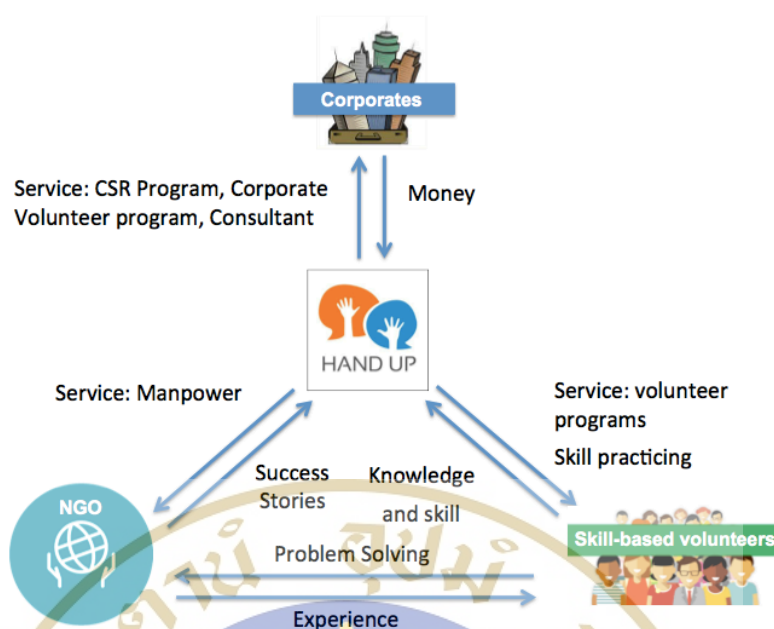 Corporates
Service: CSR Program, Corporate
Volunteer program, Consultant
Money
HAND UP
Service: Manpower
Service: volunteer
programs
Skill practicing
Success
Stories
Knowledge
and skill
NGO
Skill-based volunteers
Problem Solving
Experience